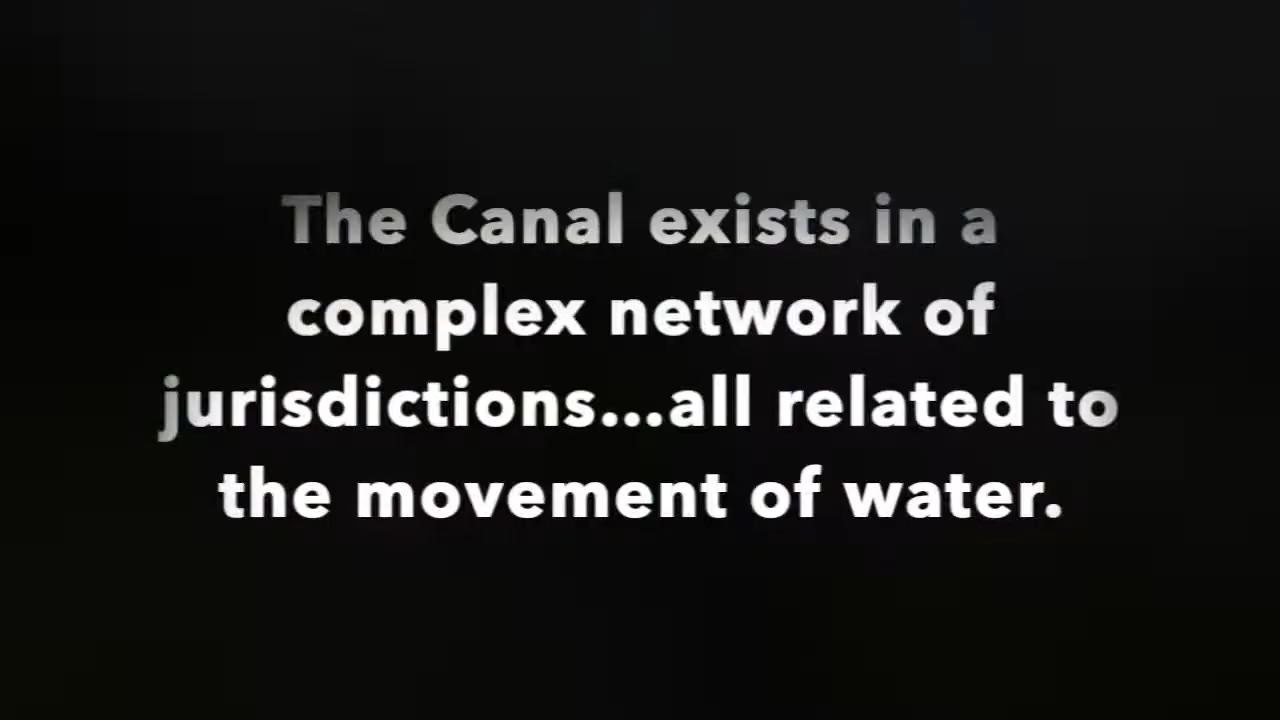 The Canal exists in a
complex network of
jurisdictions...all related to
the movement of water.